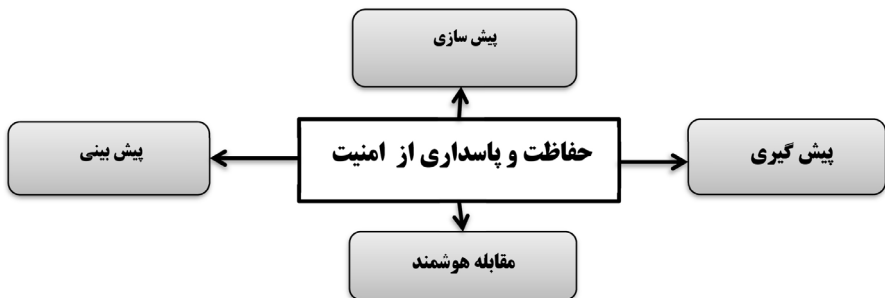 پیش سازی
حفاظت و پاسداری از امنیت
پیش گیری
پیش بینی
مقابله هوشمند